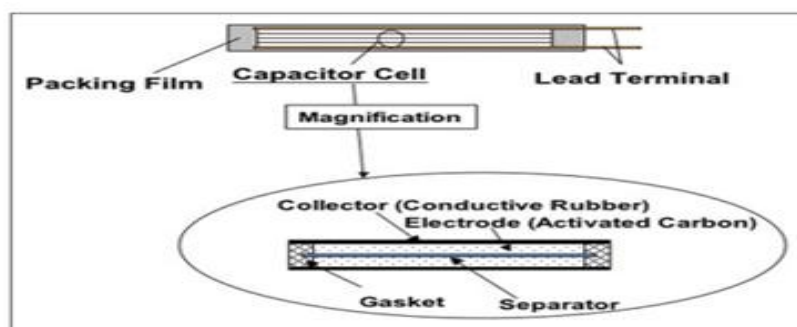 Packing Film
Capacitor Cell
Lead Terminal
Magnification
Collector (Conductive Rubber)
Electrode (Activated Carbon)
Gasket
Separator